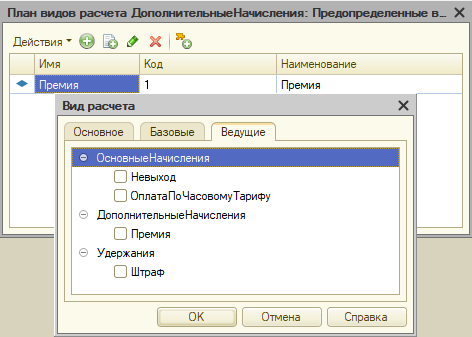 План видов расчета ДополнительныеНачисления: Предопределенные в...
Действия
Имя Код Наименование
Премия 1 Премия
Вид расчета
Основное Базовые Ведущие
ОсновныеНачисления
Невыход
ОплатаПоЧасовомуТарифу
ДополнительныеНачисления
Премия
Удержания
Штраф
OK Отмена Справка